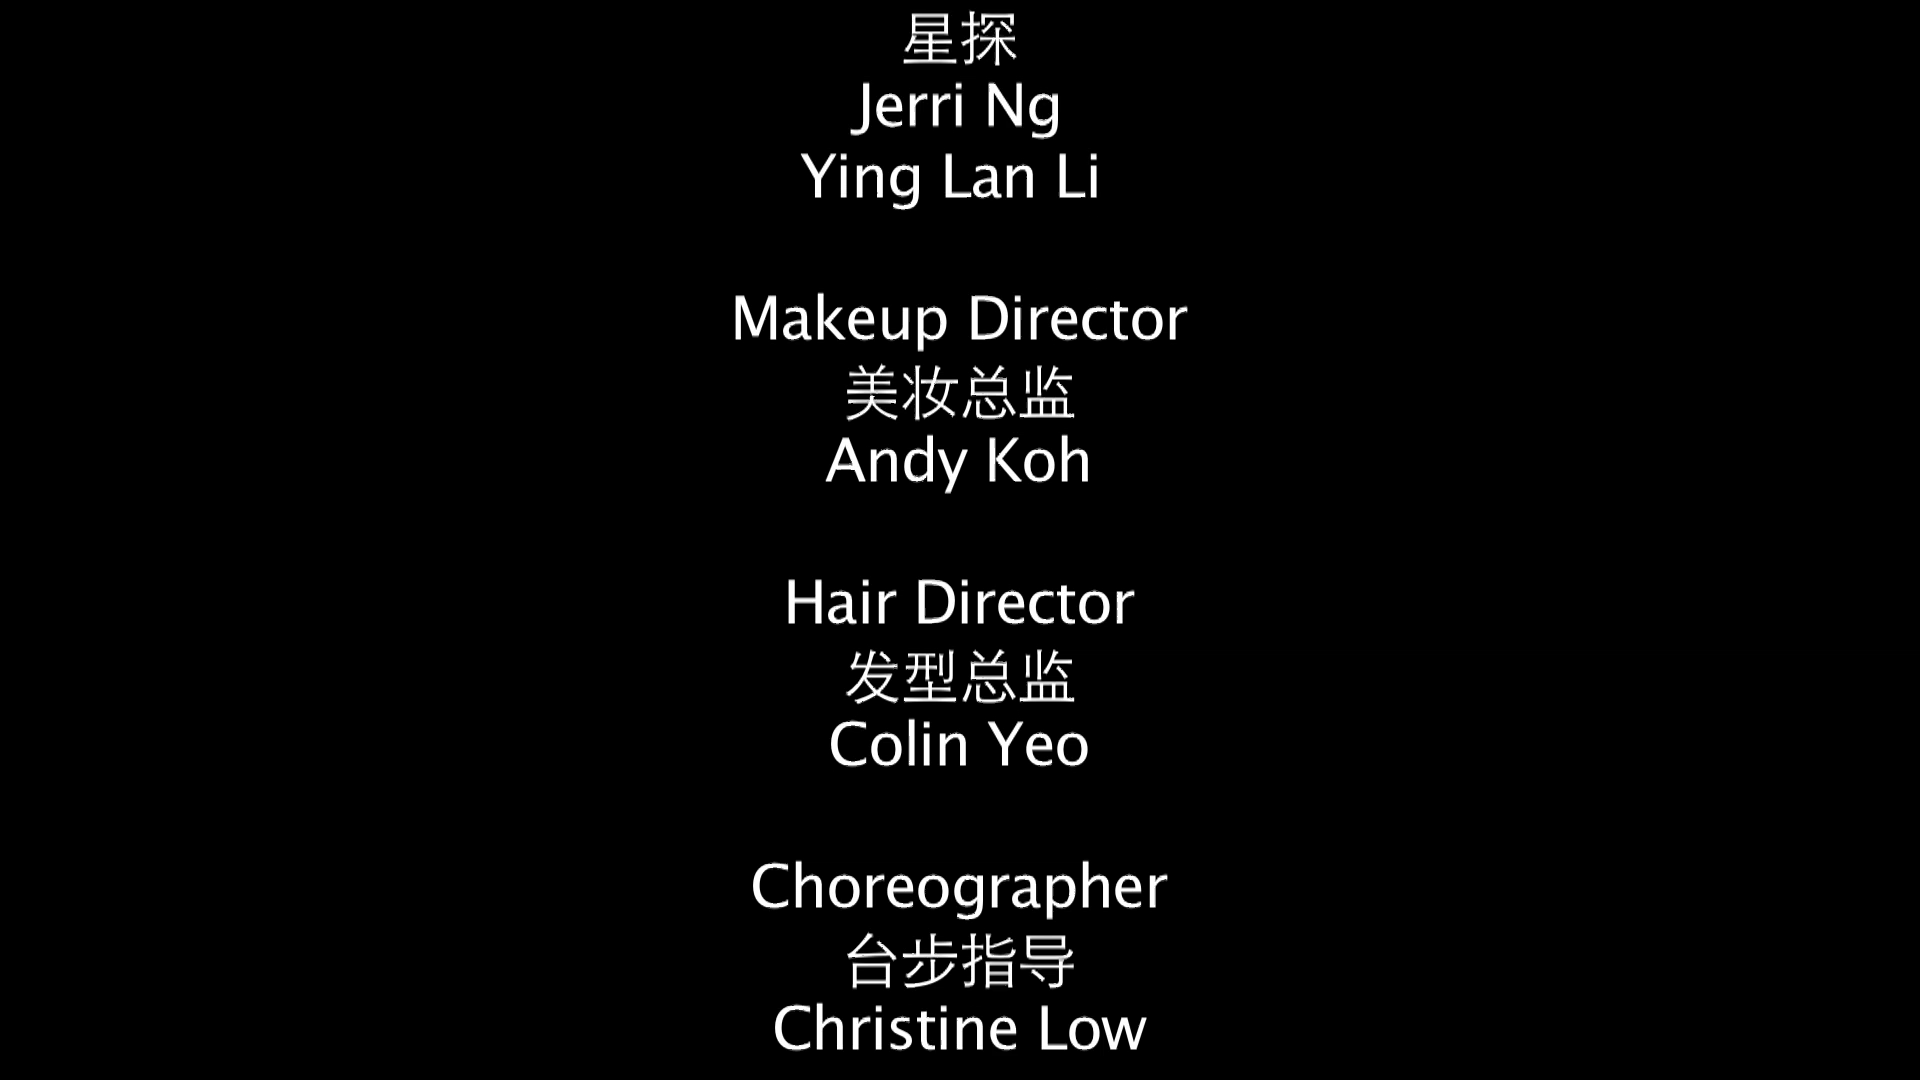 星探
Jerri Ng
Ying Lan Li
Makeup Director
美妆总监
Andy Koh
Hair Director
发型总监
Colin Yeo
Choreographer
台步指导
Christine Low